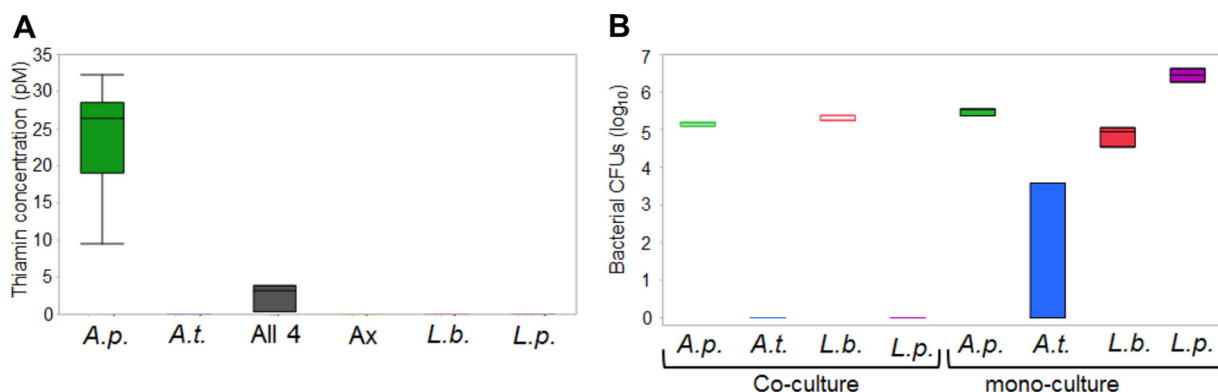 A
Thiamin concentration (pM)
35
30
25
20
15
10
5
0
A.p. A.t. All 4 Ax L.b. L.p.
B
Bacterial CFUs (log10)
7
6
5
4
3
2
1
0
A.p. A.t. L.b. L.p. A.p. A.t. L.b. L.p.
Co-culture mono-culture